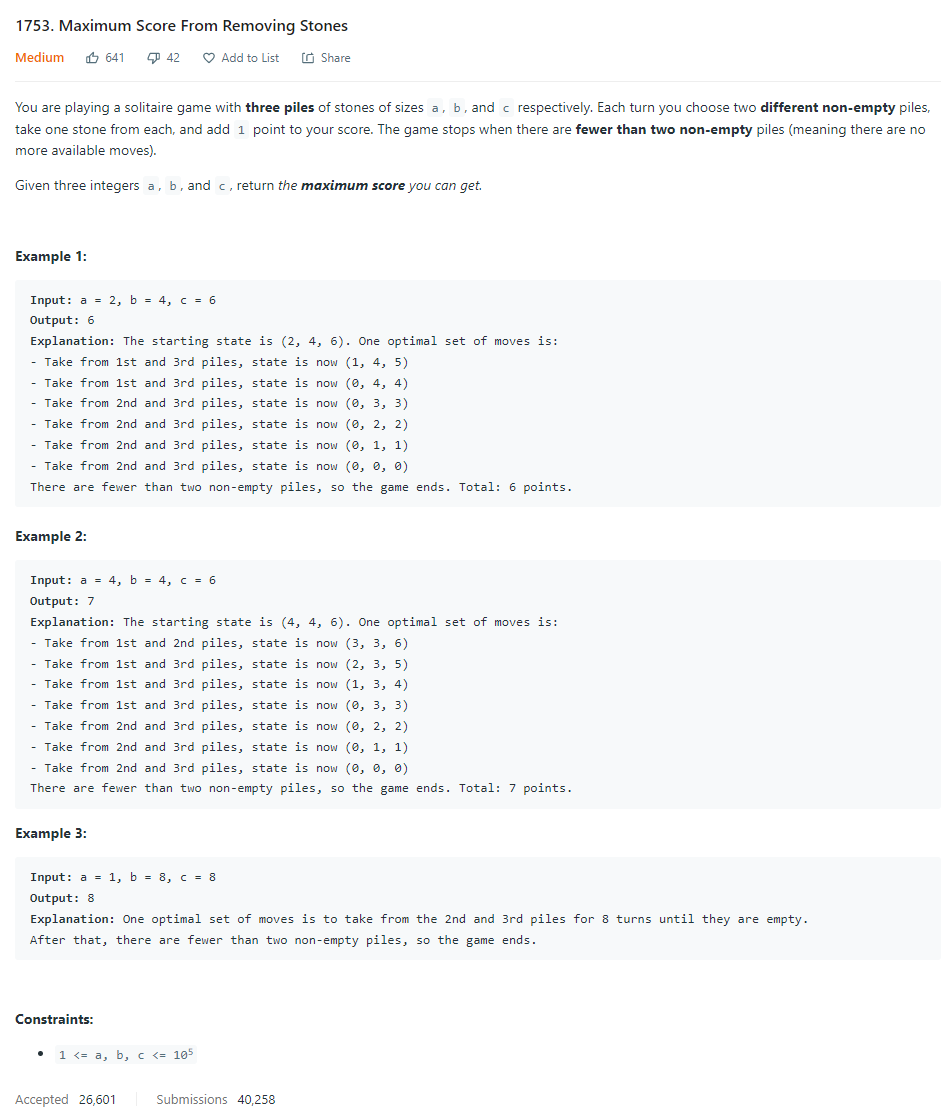 1753. Maximum Score From Removing Stones
Medium 641 42 Add to List Share
You are playing a solitaire game with three piles of stones of sizes a, b, and c respectively. Each turn you choose two different non-empty piles,
take one stone from each, and add 1 point to your score. The game stops when there are fewer than two non-empty piles (meaning there are no
more available moves).
Given three integers a, b, and c, return the maximum score you can get.
Example 1:
Input: a = 2, b = 4, c = 6
Output: 6
Explanation: The starting state is (2, 4, 6). One optimal set of moves is:
- Take from 1st and 3rd piles, state is now (1, 4, 5)
- Take from 1st and 3rd piles, state is now (0, 4, 4)
- Take from 2nd and 3rd piles, state is now (0, 3, 3)
- Take from 2nd and 3rd piles, state is now (0, 2, 2)
- Take from 2nd and 3rd piles, state is now (0, 1, 1)
- Take from 2nd and 3rd piles, state is now (0, 0, 0)
There are fewer than two non-empty piles, so the game ends. Total: 6 points.
Example 2:
Input: a = 4, b = 4, c = 6
Output: 7
Explanation: The starting state is (4, 4, 6). One optimal set of moves is:
- Take from 1st and 2nd piles, state is now (3, 3, 6)
- Take from 1st and 3rd piles, state is now (2, 3, 5)
- Take from 1st and 3rd piles, state is now (1, 3, 4)
- Take from 1st and 3rd piles, state is now (0, 3, 3)
- Take from 2nd and 3rd piles, state is now (0, 2, 2)
- Take from 2nd and 3rd piles, state is now (0, 1, 1)
- Take from 2nd and 3rd piles, state is now (0, 0, 0)
There are fewer than two non-empty piles, so the game ends. Total: 7 points.
Example 3:
Input: a = 1, b = 8, c = 8
Output: 8
Explanation: One optimal set of moves is to take from the 2nd and 3rd piles for 8 turns until they are empty.
After that, there are fewer than two non-empty piles, so the game ends.
Constraints:
• 1 <= a, b, c <= 10⁵
Accepted 26,601 Submissions 40,258